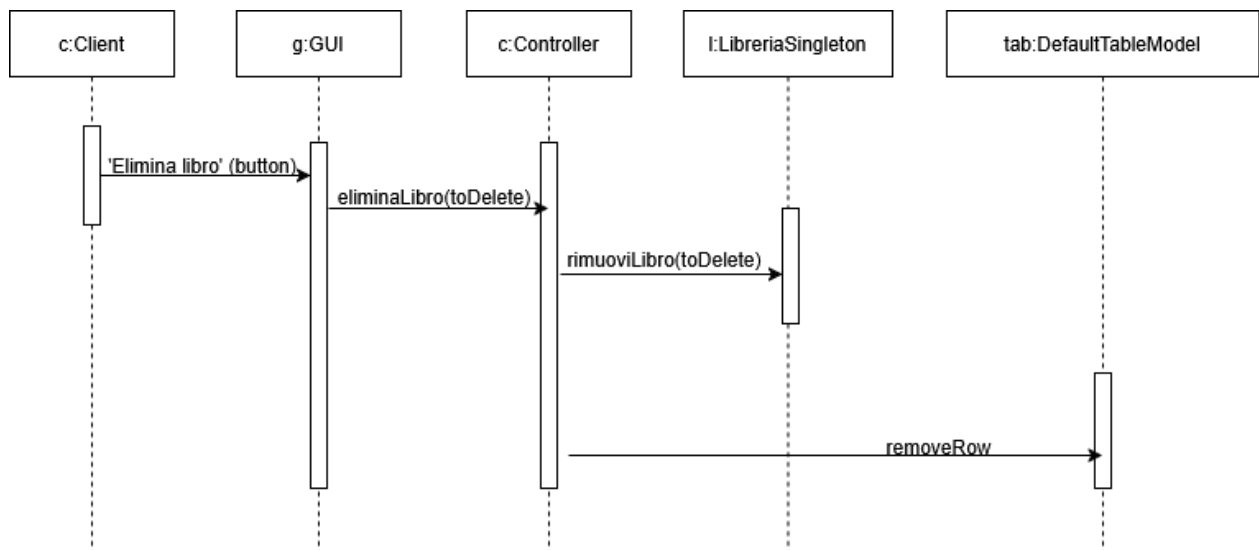 c:Client
g:GUI
c:Controller
l:LibreriaSingleton
tab:DefaultTableModel
'Elimina libro' (button)
eliminaLibro(toDelete)
rimuoviLibro(toDelete)
removeRow